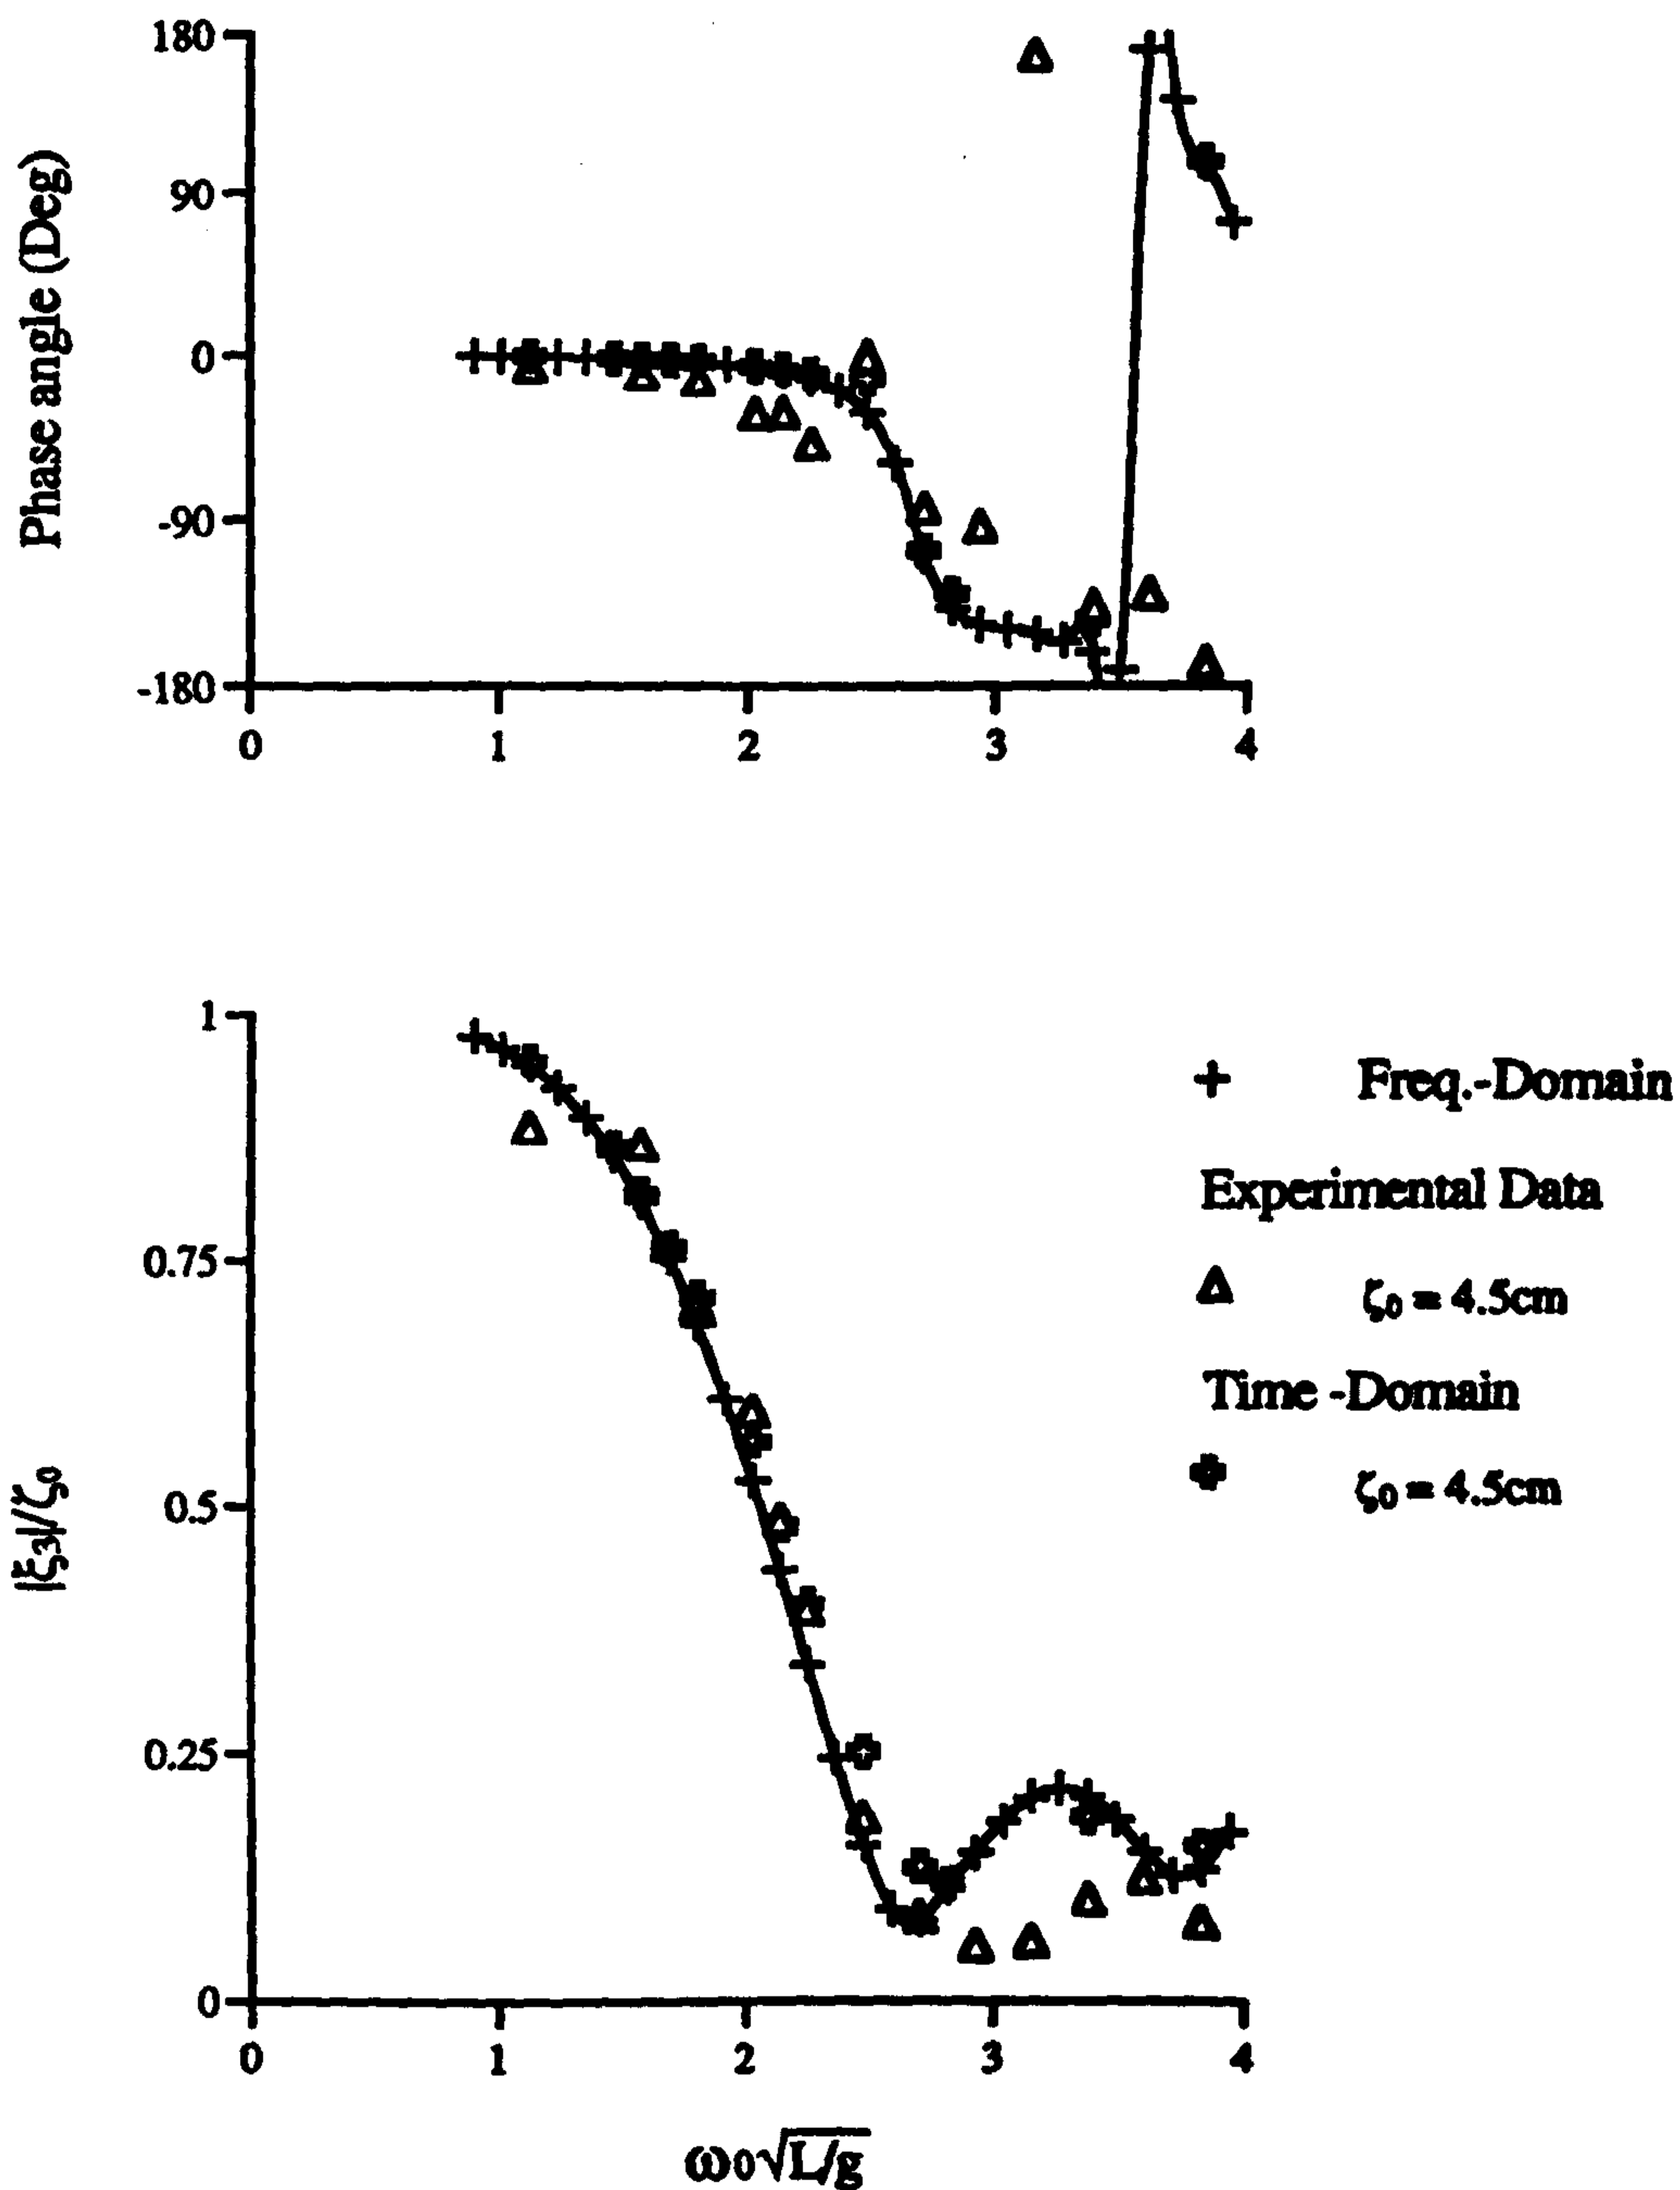 180
90
0
-90
-180
Phase angle (Deg)
0 1 2 3 4
1
0.75
0.5
0.25
0
|ξ₃|/ζ₀
0 1 2 3 4
ω₀√L/g
+ Freq.-Domain
Experimental Data
ζ₀ = 4.5cm
Time -Domain
ζ₀ = 4.5cm